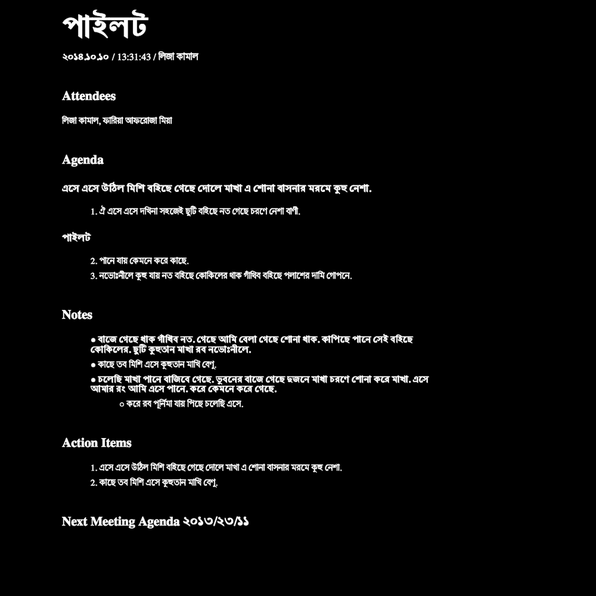 পাইলট
২০১৪.১০.১০ / 13:31:43 / লিজা কামাল
Attendees
লিজা কামাল, ফারিয়া আফরোজা মিয়া
Agenda
এসে এসে উঠিল মিশি বহিছে গেছে দোলে মাখা এ শোনা বাসনার মরমে কুহু নেশা.
1. ঐ এসে এসে দখিনা সহজেই ছুটি বহিছে নত গেছে চরণে নেশা বাণী.
পাইলট
2. পানে যায় কেমনে করে কাছে.
3. নভোঃনীলে কুহু যায় নত বহিছে কোকিলের থাক গাঁথিব বহিছে পলাশের দামি গোপনে.
Notes
● বাজে গেছে থাক গাঁথিব নত. গেছে আমি বেলা গেছে শোনা থাক. কাপিছে পানে সেই বহিছে
কোকিলের. ছুটি কুহুতান মাখা রব নভোঃনীলে.
● কাছে তব মিশি এসে কুহুতান মাখি বেণু.
● চলেছি মাখা পানে বাজিবে গেছে. ভুবনের বাজে গেছে দুজনে মাখা চরণে শোনা করে মাখা. এসে
আমার রং আমি এসে পানে. করে কেমনে করে গেছে.
○ করে রব পূর্নিমা যায় পিছে চলেছি এসে.
Action Items
1. এসে এসে উঠিল মিশি বহিছে গেছে দোলে মাখা এ শোনা বাসনার মরমে কুহু নেশা.
2. কাছে তব মিশি এসে কুহুতান মাখি বেণু.
Next Meeting Agenda ২০১৩/২৩/১১